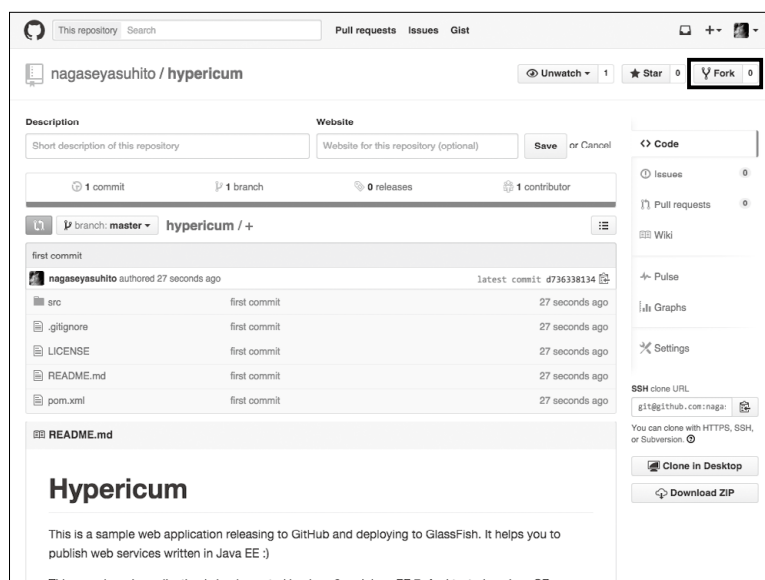 This repository Search Pull requests Issues Gist
nagaseyasuhito / hypericum Unwatch 1 Star 0 Fork 0
Description Website
Short description of this repository Website for this repository (optional) Save or Cancel
1 commit 1 branch 0 releases 1 contributor
branch: master hypericum / +
first commit
nagaseyasuhito authored 27 seconds ago latest commit d736338134
src first commit 27 seconds ago
.gitignore first commit 27 seconds ago
LICENSE first commit 27 seconds ago
README.md first commit 27 seconds ago
pom.xml first commit 27 seconds ago
README.md
Hypericum
This is a sample web application releasing to GitHub and deploying to GlassFish. It helps you to
publish web services written in Java EE :)
<> Code
Issues 0
Pull requests 0
Wiki
Pulse
Graphs
Settings
SSH clone URL
git@github.com:naga
You can clone with HTTPS, SSH,
or Subversion.
Clone in Desktop
Download ZIP